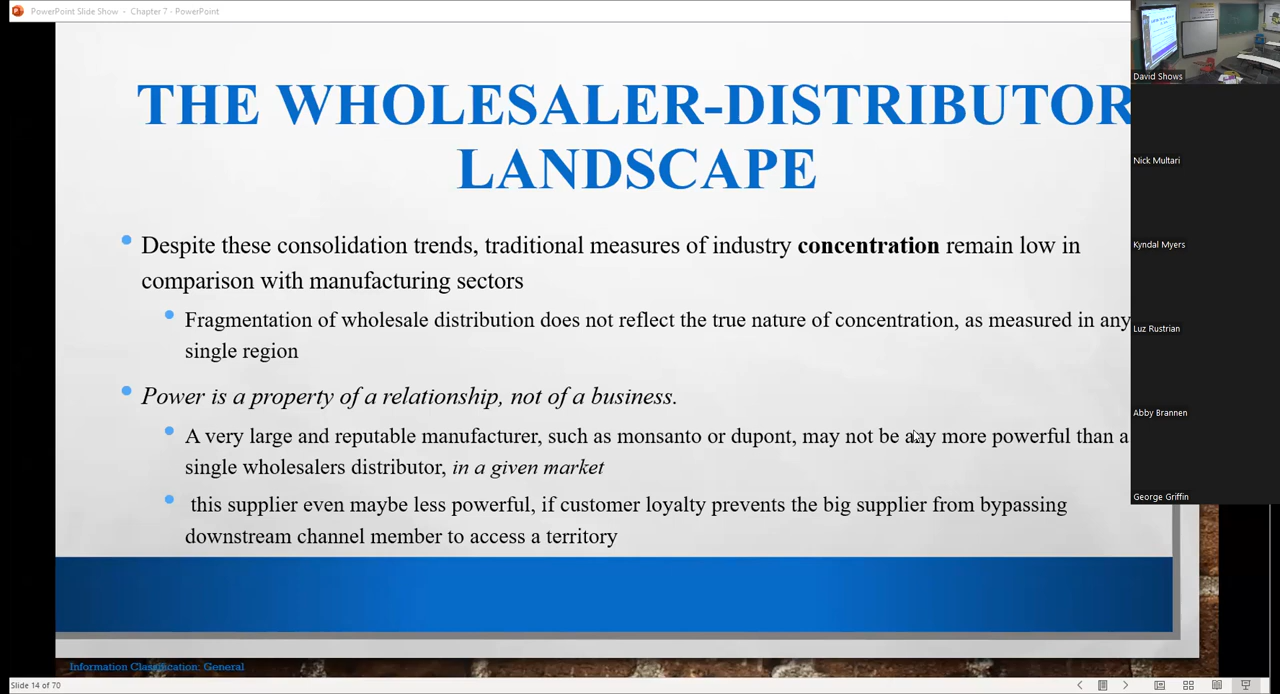 PowerPoint Slide Show - Chapter 7 - PowerPoint
THE WHOLESALER-DISTRIBUTOR
LANDSCAPE
Despite these consolidation trends, traditional measures of industry concentration remain low in
comparison with manufacturing sectors
Fragmentation of wholesale distribution does not reflect the true nature of concentration, as measured in any
single region
Power is a property of a relationship, not of a business.
A very large and reputable manufacturer, such as monsanto or dupont, may not be any more powerful than a
single wholesalers distributor, in a given market
this supplier even maybe less powerful, if customer loyalty prevents the big supplier from bypassing
downstream channel member to access a territory
Information Classification: General
Slide 14 of 70
David Shows
Nick Multari
Kyndal Myers
Luz Rustrian
Abby Brannen
George Griffin